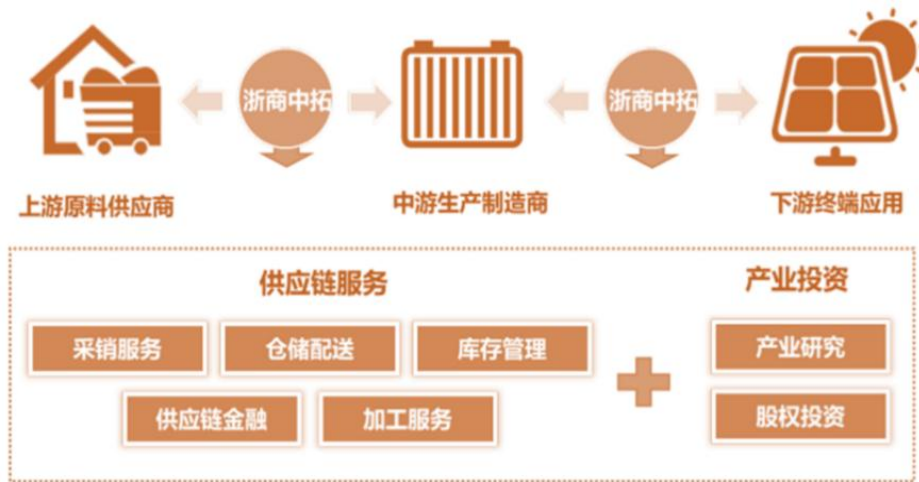 浙商中拓
浙商中拓
上游原料供应商
中游生产制造商
下游终端应用
供应链服务
产业投资
采销服务
仓储配送
库存管理
产业研究
供应链金融
加工服务
股权投资